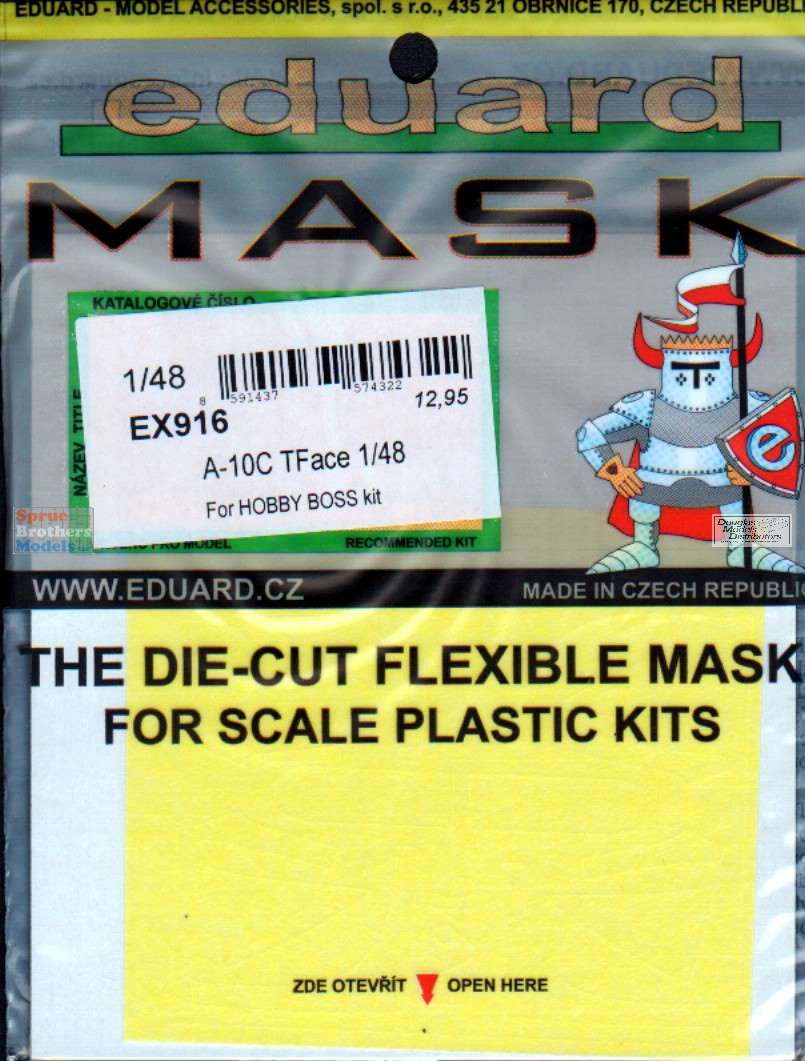 EDUARD - MODEL ACCESSORIES, spol. s r.o., 435 21 OBRNICE 170, CZECH REPUBLI
eduard
MASK
KATALOGOVÉ ČÍSLO
NÁZEV TITLE
1/48
8 591437 574322
12,95
EX916
A-10C TFace 1/48
For HOBBY BOSS kit
PRO MODEL
RECOMMENDED KIT
Sprue
Brothers
Models
e
Douglas
Models
Distributors
WWW.EDUARD.CZ
MADE IN CZECH REPUBLIC
THE DIE-CUT FLEXIBLE MASK
FOR SCALE PLASTIC KITS
ZDE OTEVŘÍT OPEN HERE